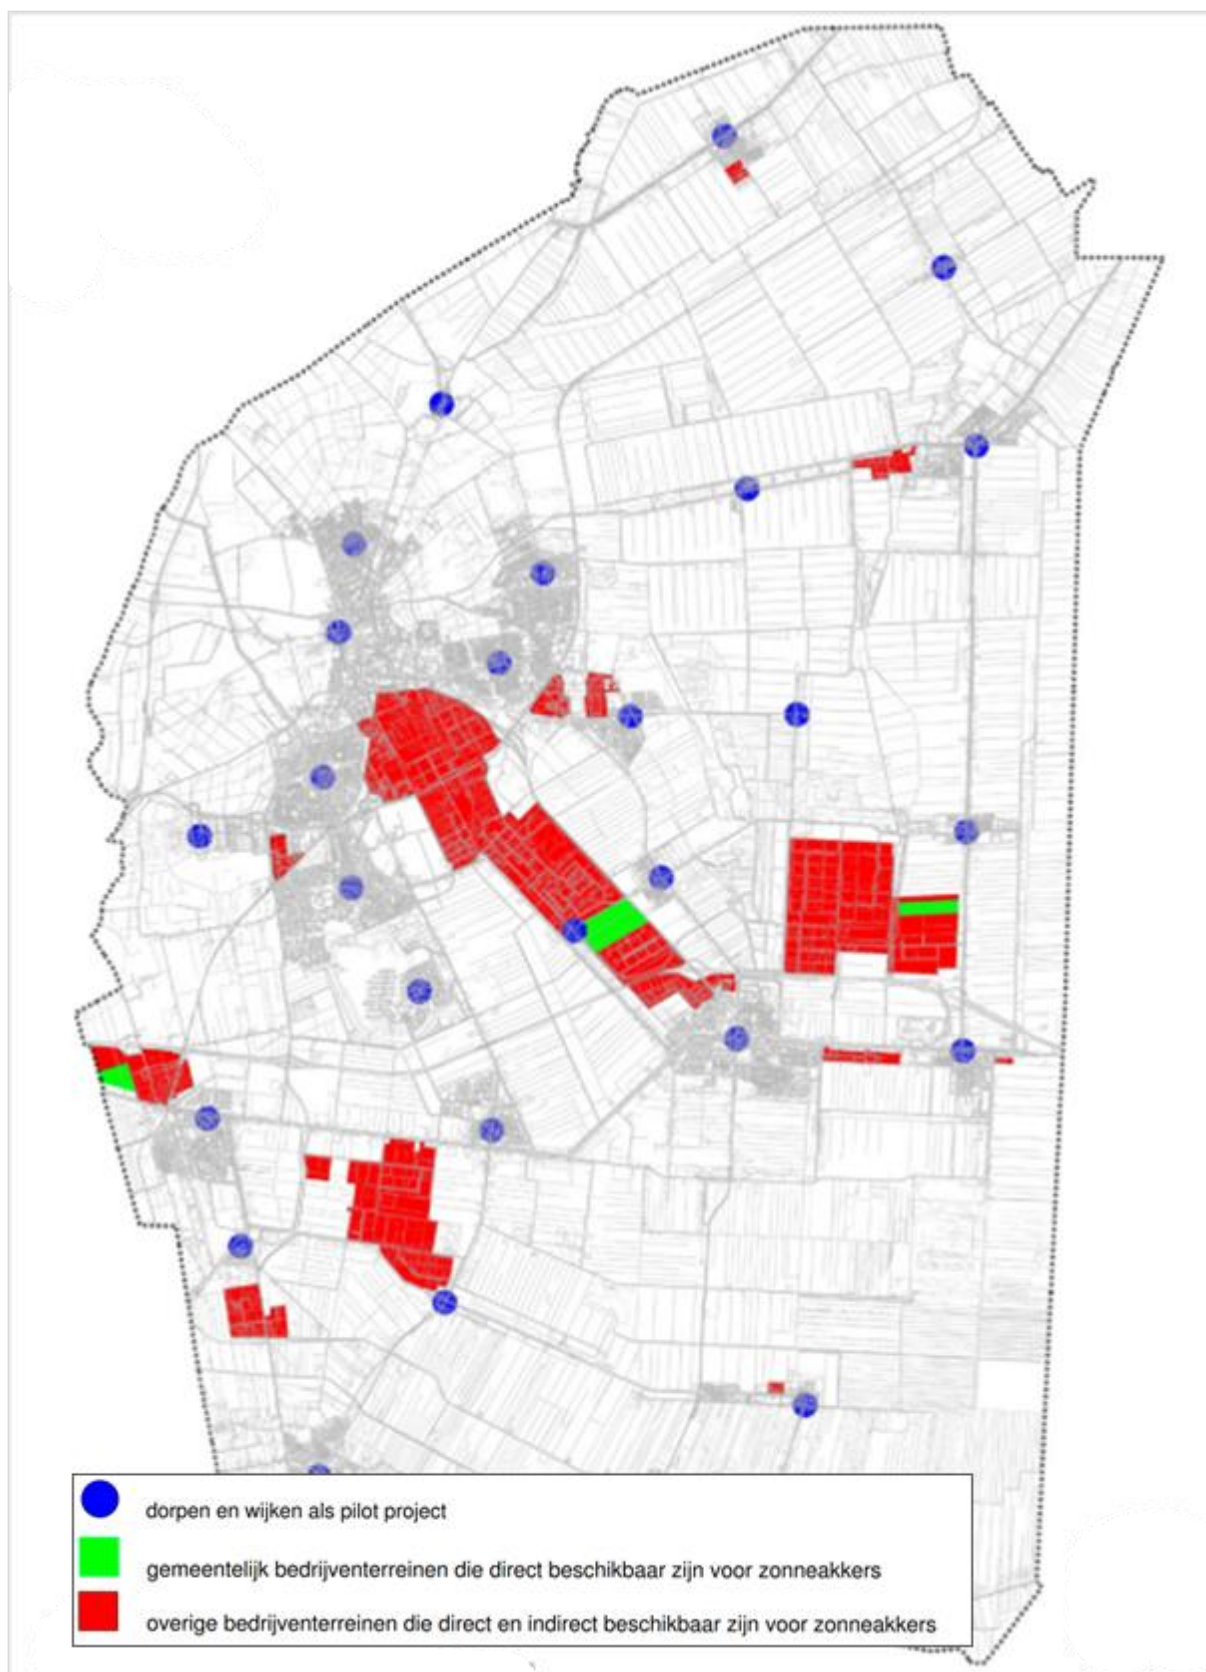 dorpen en wijken als pilot project
gemeentelijk bedrijventerreinen die direct beschikbaar zijn voor zonneakkers
overige bedrijventerreinen die direct en indirect beschikbaar zijn voor zonneakkers